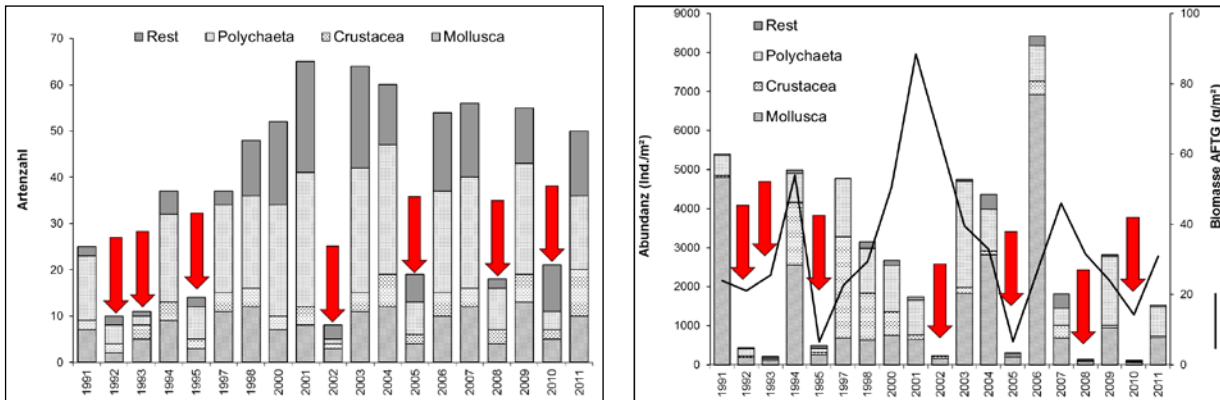 70
60
50
40
30
20
10
0
Artenzahl
Rest Polychaeta Crustacea Mollusca
1991 1992 1993 1994 1995 1997 1998 2000 2001 2002 2003 2004 2005 2006 2007 2008 2009 2010 2011
9000
8000
7000
6000
5000
4000
3000
2000
1000
0
Abundanz (Ind./m²)
Rest
Polychaeta
Crustacea
Mollusca
100
80
60
40
20
0
Biomasse AFTG (g/m²)
1991 1992 1993 1994 1995 1997 1998 2000 2001 2002 2003 2004 2005 2006 2007 2008 2009 2010 2011